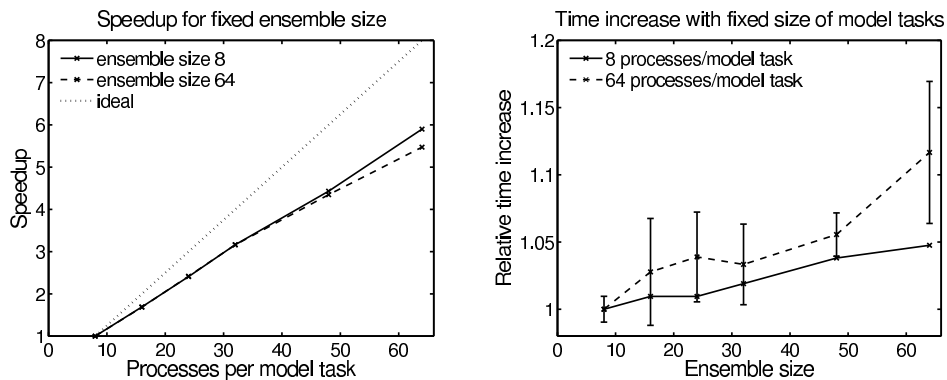 Speedup for fixed ensemble size
8
7
6
5
4
3
2
1
Speedup
ensemble size 8
ensemble size 64
ideal
0 10 20 30 40 50 60
Processes per model task
Time increase with fixed size of model tasks
1.2
1.15
1.1
1.05
1
Relative time increase
8 processes/model task
64 processes/model task
0 10 20 30 40 50 60
Ensemble size